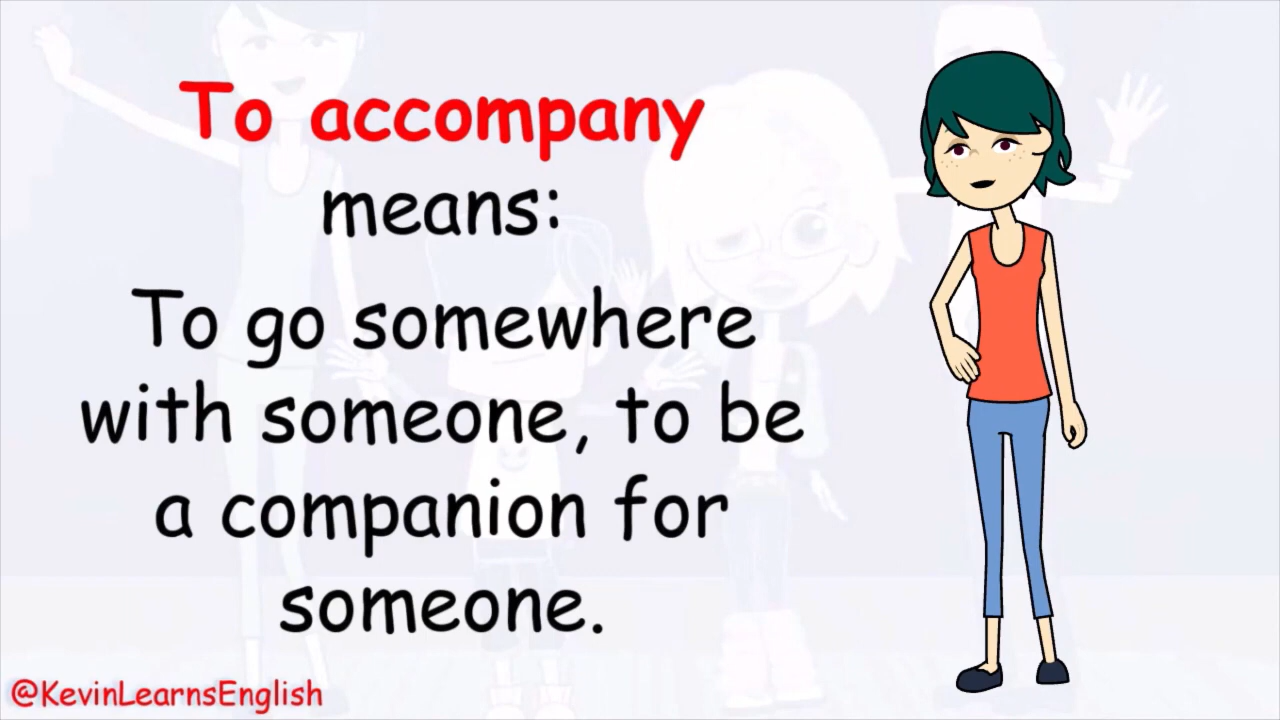 To accompany
means:
To go somewhere
with someone, to be
a companion for
someone.
@KevinLearnsEnglish